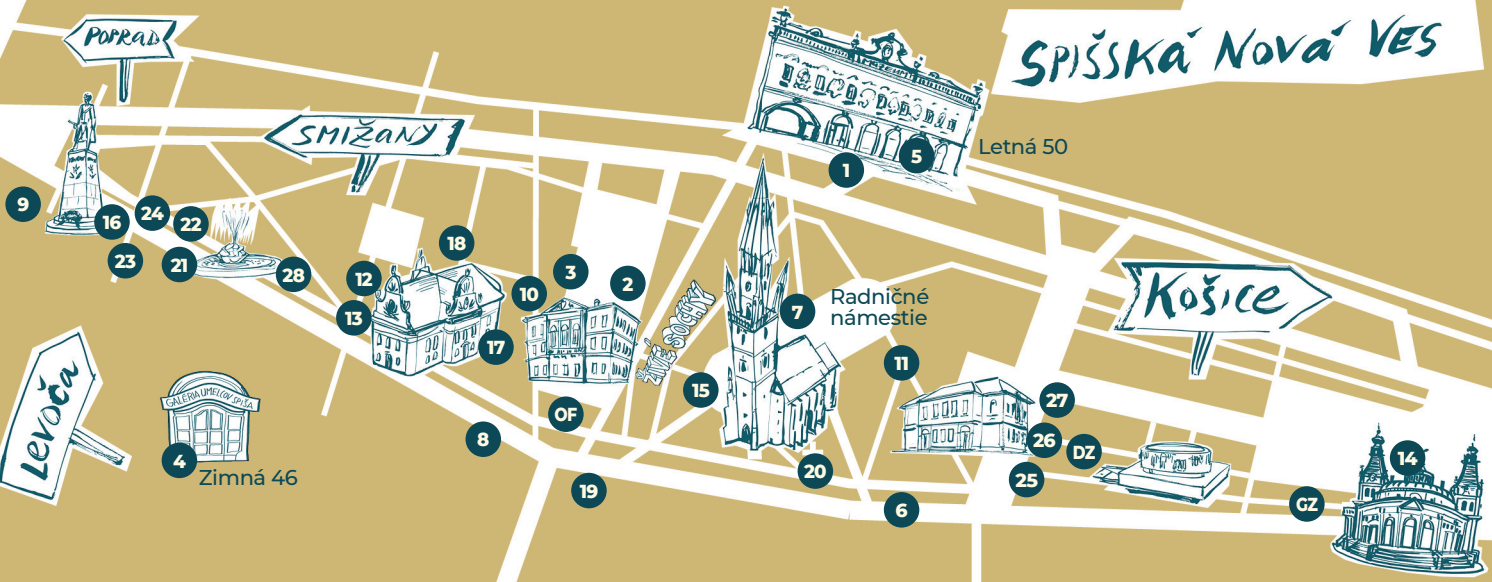 POPRAD
SPIŠSKÁ NOVÁ VES
SMIŽANY
MUZEUM
1
5
Letná 50
9
16
24
22
23
21
28
12
18
13
17
10
3
2
ŽIVÉ SOCHY
7
Radničné
námestie
Košice
Levoča
GALÉRIA UMELCOV SPIŠA
4
Zimná 46
8
OF
15
11
27
26
DZ
25
20
19
6
GZ
14